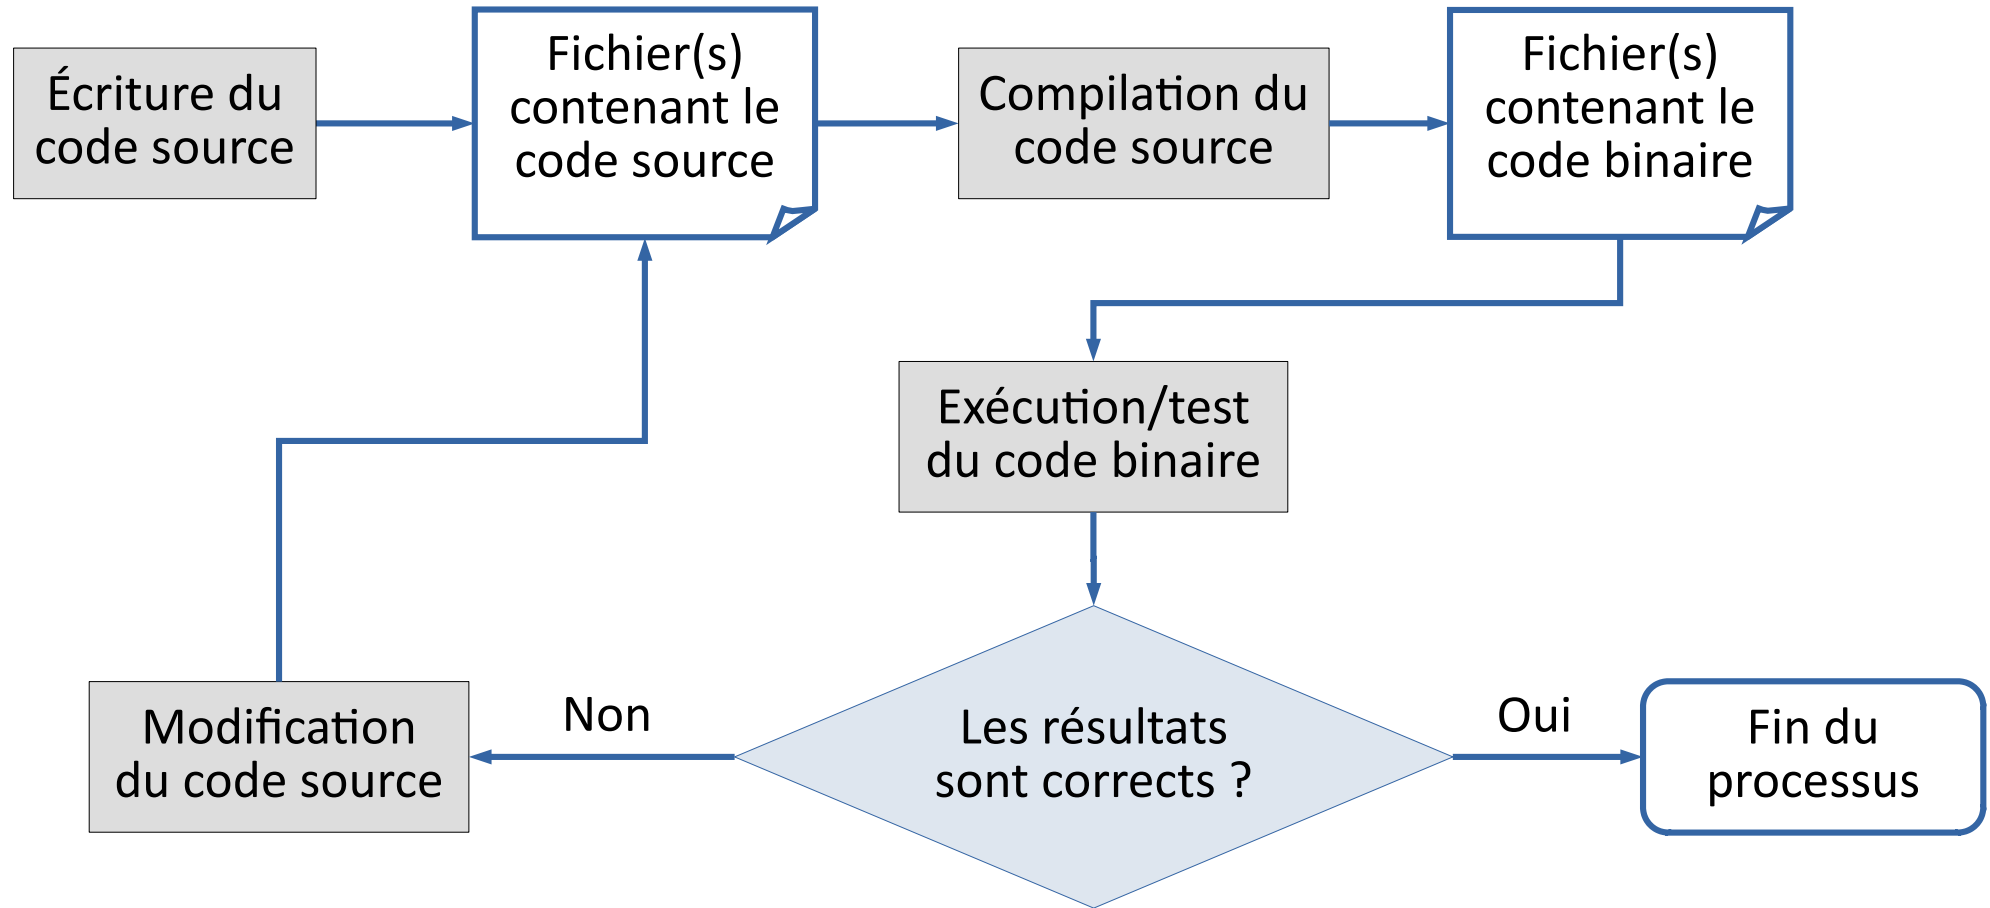 Écriture du
code source
Fichier(s)
contenant le
code source
Compilation du
code source
Fichier(s)
contenant le
code binaire
Exécution/test
du code binaire
Les résultats
sont corrects ?
Non
Modification
du code source
Oui
Fin du
processus